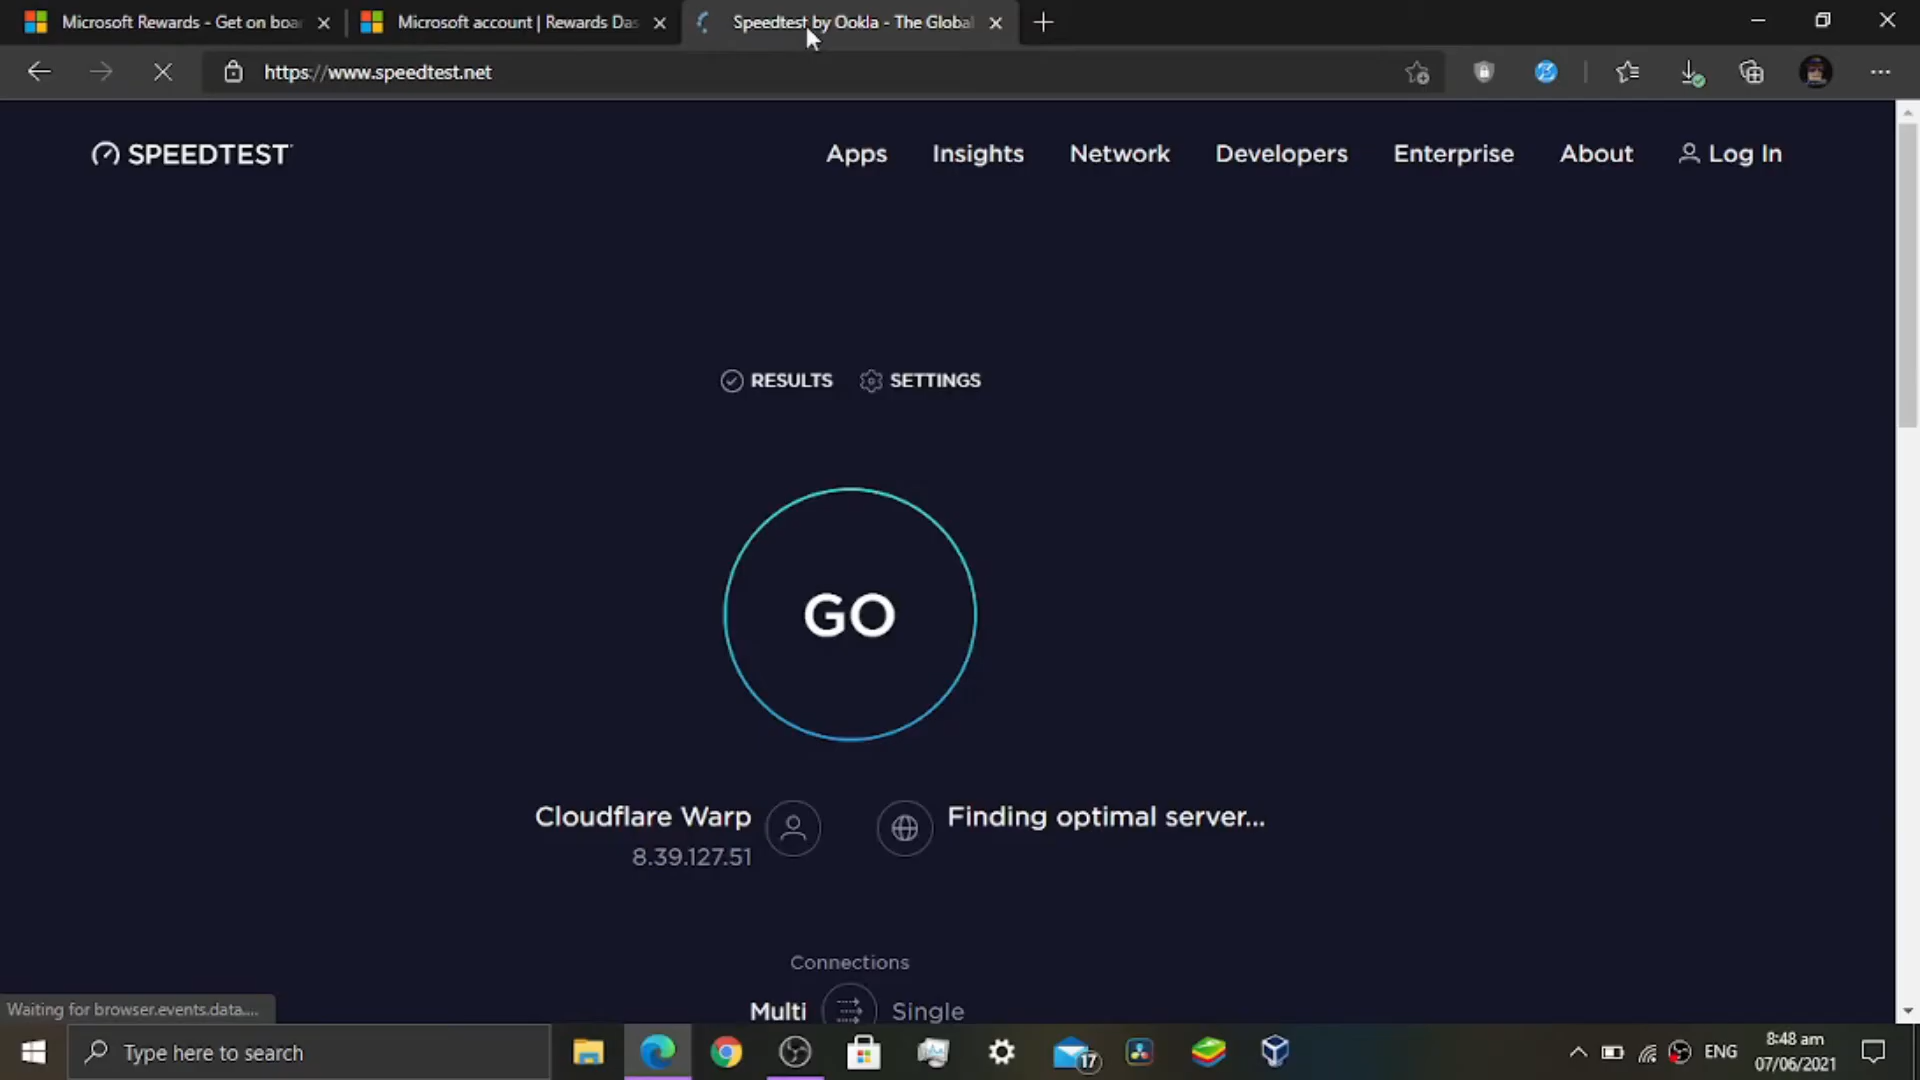 Microsoft Rewards - Get on boa
Microsoft account | Rewards Das
Speedtest by Ookla - The Global
https://www.speedtest.net
SPEEDTEST
Apps
Insights
Network
Developers
Enterprise
About
Log In
RESULTS
SETTINGS
GO
Cloudflare Warp
8.39.127.51
Finding optimal server...
Connections
Multi
Single
Waiting for browser.events.data....
Type here to search
17
ENG
8:48 am
07/06/2021